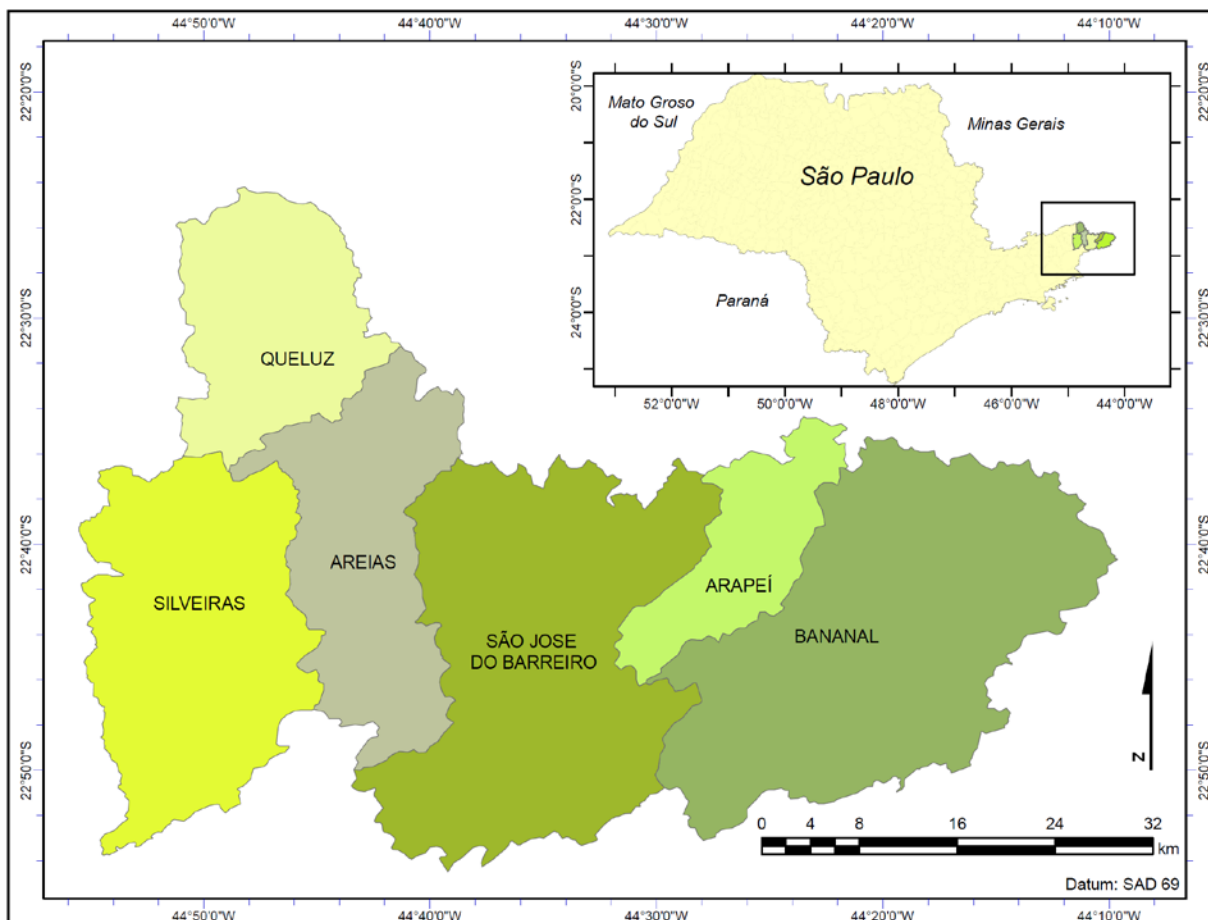 44°50'0"W 44°40'0"W 44°30'0"W 44°20'0"W 44°10'0"W
22°20'0"S
22°30'0"S
22°40'0"S
22°50'0"S
20°0'0"S
22°0'0"S
24°0'0"S
Mato Groso
do Sul
Minas Gerais
São Paulo
Paraná
52°0'0"W 50°0'0"W 48°0'0"W 46°0'0"W 44°0'0"W
22°20'0"S
22°30'0"S
22°40'0"S
22°50'0"S
QUELUZ
AREIAS
SILVEIRAS
SÃO JOSE
DO BARREIRO
ARAPEÍ
BANANAL
N
0 4 8 16 24 32
km
Datum: SAD 69
44°50'0"W 44°40'0"W 44°30'0"W 44°20'0"W 44°10'0"W